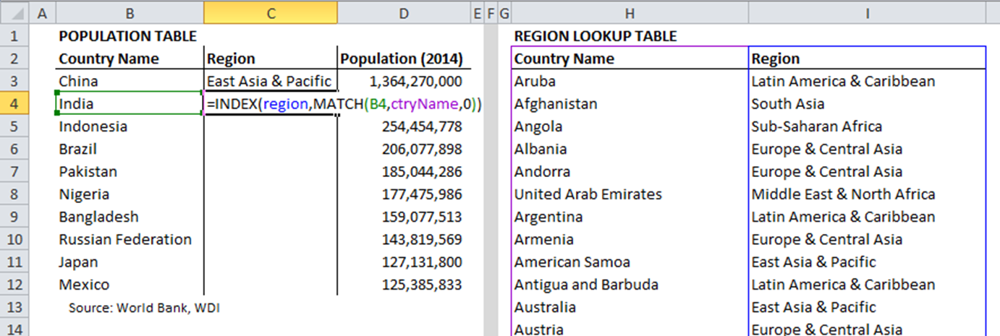 A B C D E F G H I
1 POPULATION TABLE REGION LOOKUP TABLE
2 Country Name Region Population (2014) Country Name Region
3 China East Asia & Pacific 1,364,270,000 Aruba Latin America & Caribbean
4 India =INDEX(region,MATCH(B4,ctryName,0)) Afghanistan South Asia
5 Indonesia 254,454,778 Angola Sub-Saharan Africa
6 Brazil 206,077,898 Albania Europe & Central Asia
7 Pakistan 185,044,286 Andorra Europe & Central Asia
8 Nigeria 177,475,986 United Arab Emirates Middle East & North Africa
9 Bangladesh 159,077,513 Argentina Latin America & Caribbean
10 Russian Federation 143,819,569 Armenia Europe & Central Asia
11 Japan 127,131,800 American Samoa East Asia & Pacific
12 Mexico 125,385,833 Antigua and Barbuda Latin America & Caribbean
13 Source: World Bank, WDI Australia East Asia & Pacific
14 Austria Europe & Central Asia